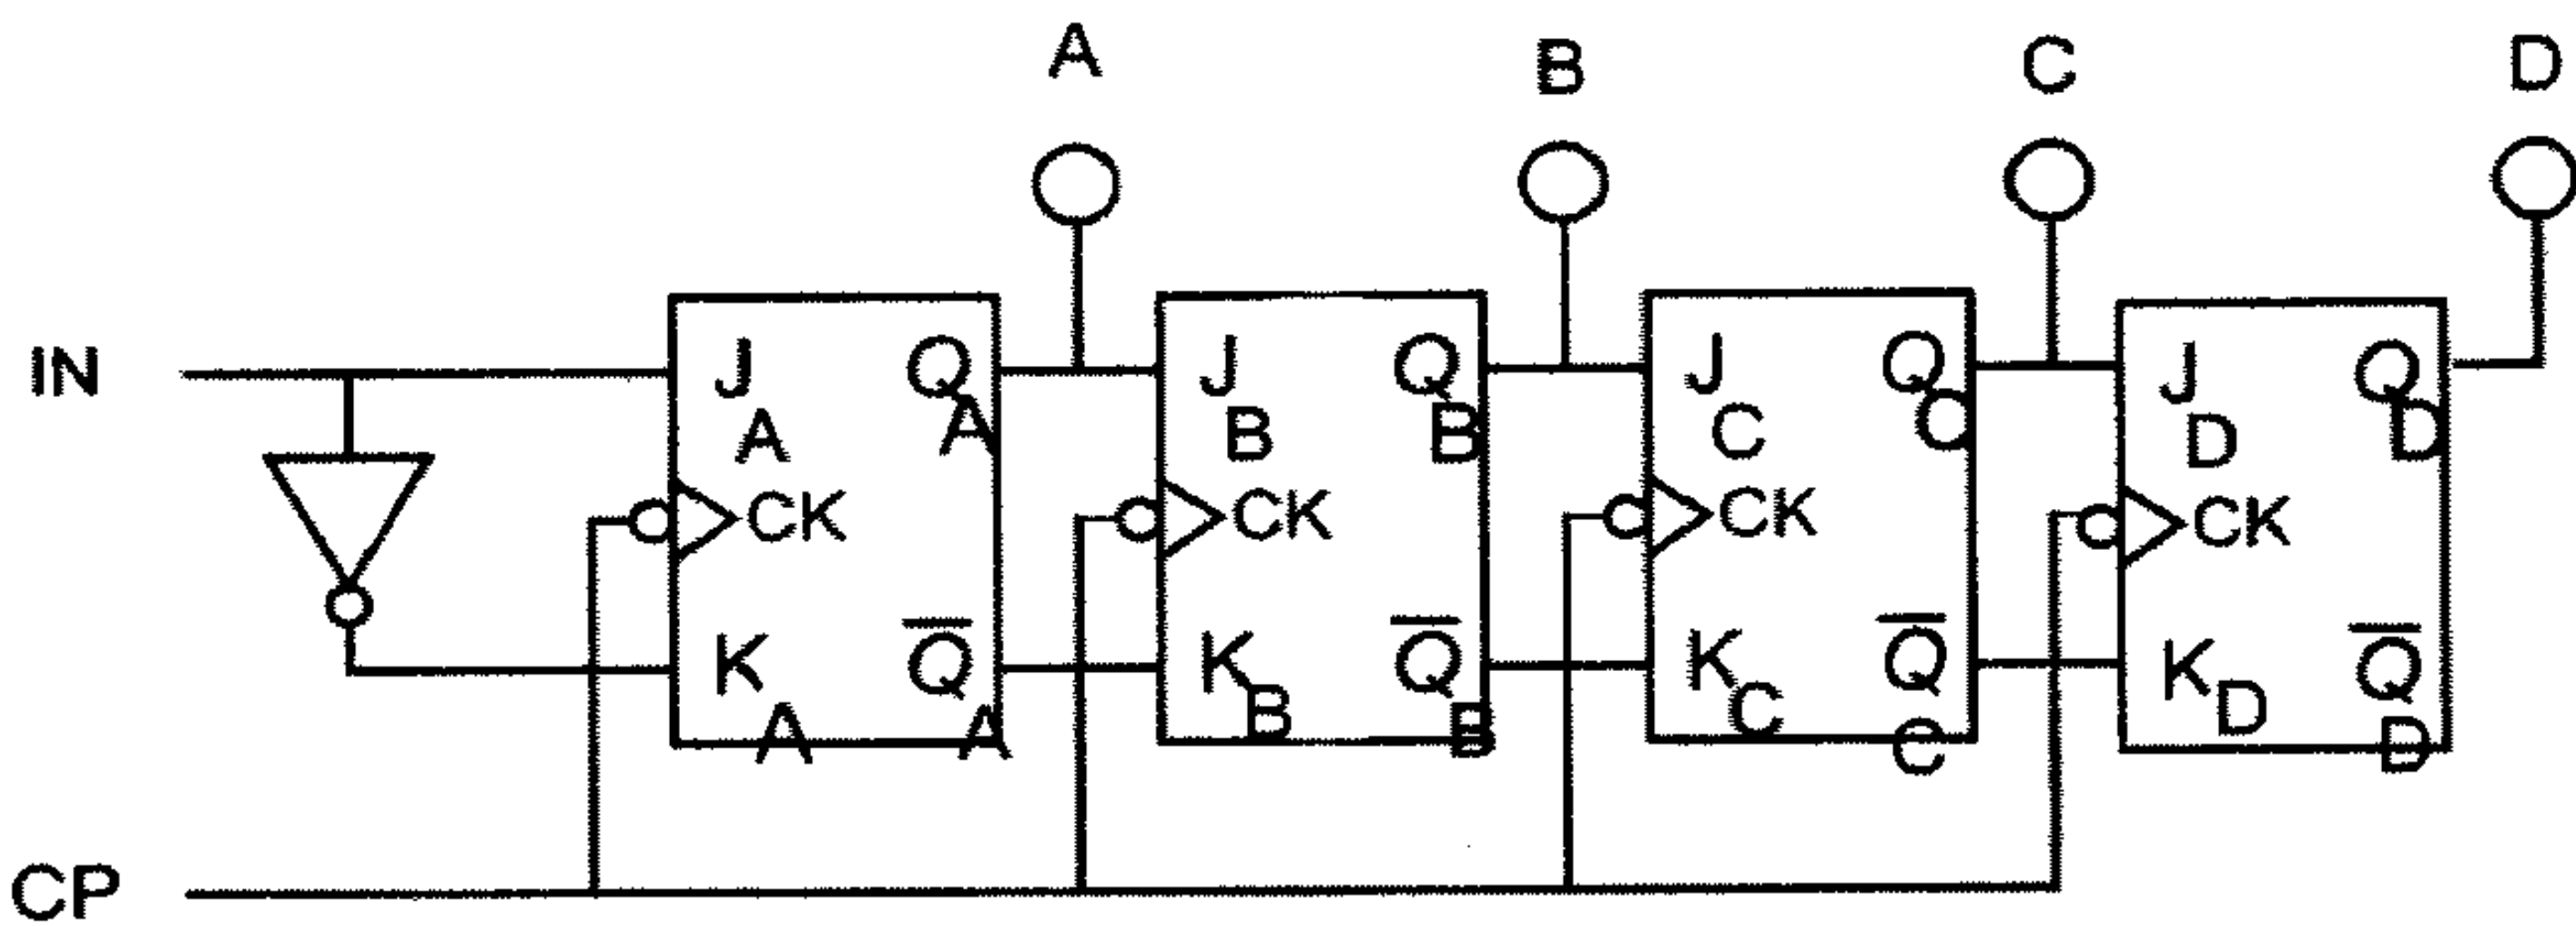 A B C D
IN
J Q J Q J Q J Q
A A B B C C D D
CK CK CK CK
K Q̅ K Q̅ K Q̅ K Q̅
A A B B C C D D
CP